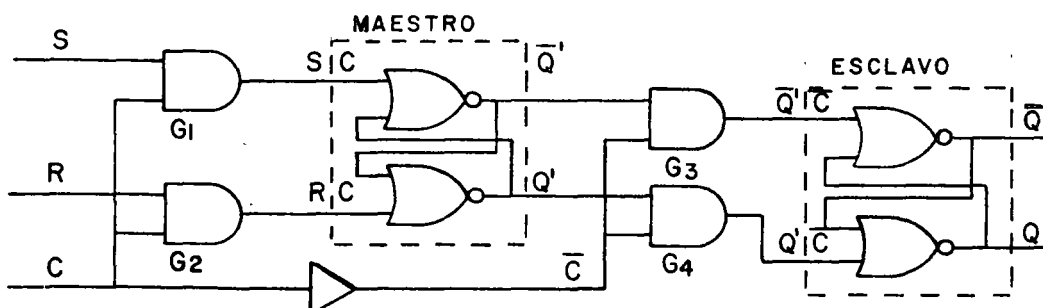 MAESTRO
S
S C
Q̅'
ESCLAVO
Q̅' C̅
Q̅
G1
G3
R
R C
Q'
Q' C
Q
G2
G4
C
C̅